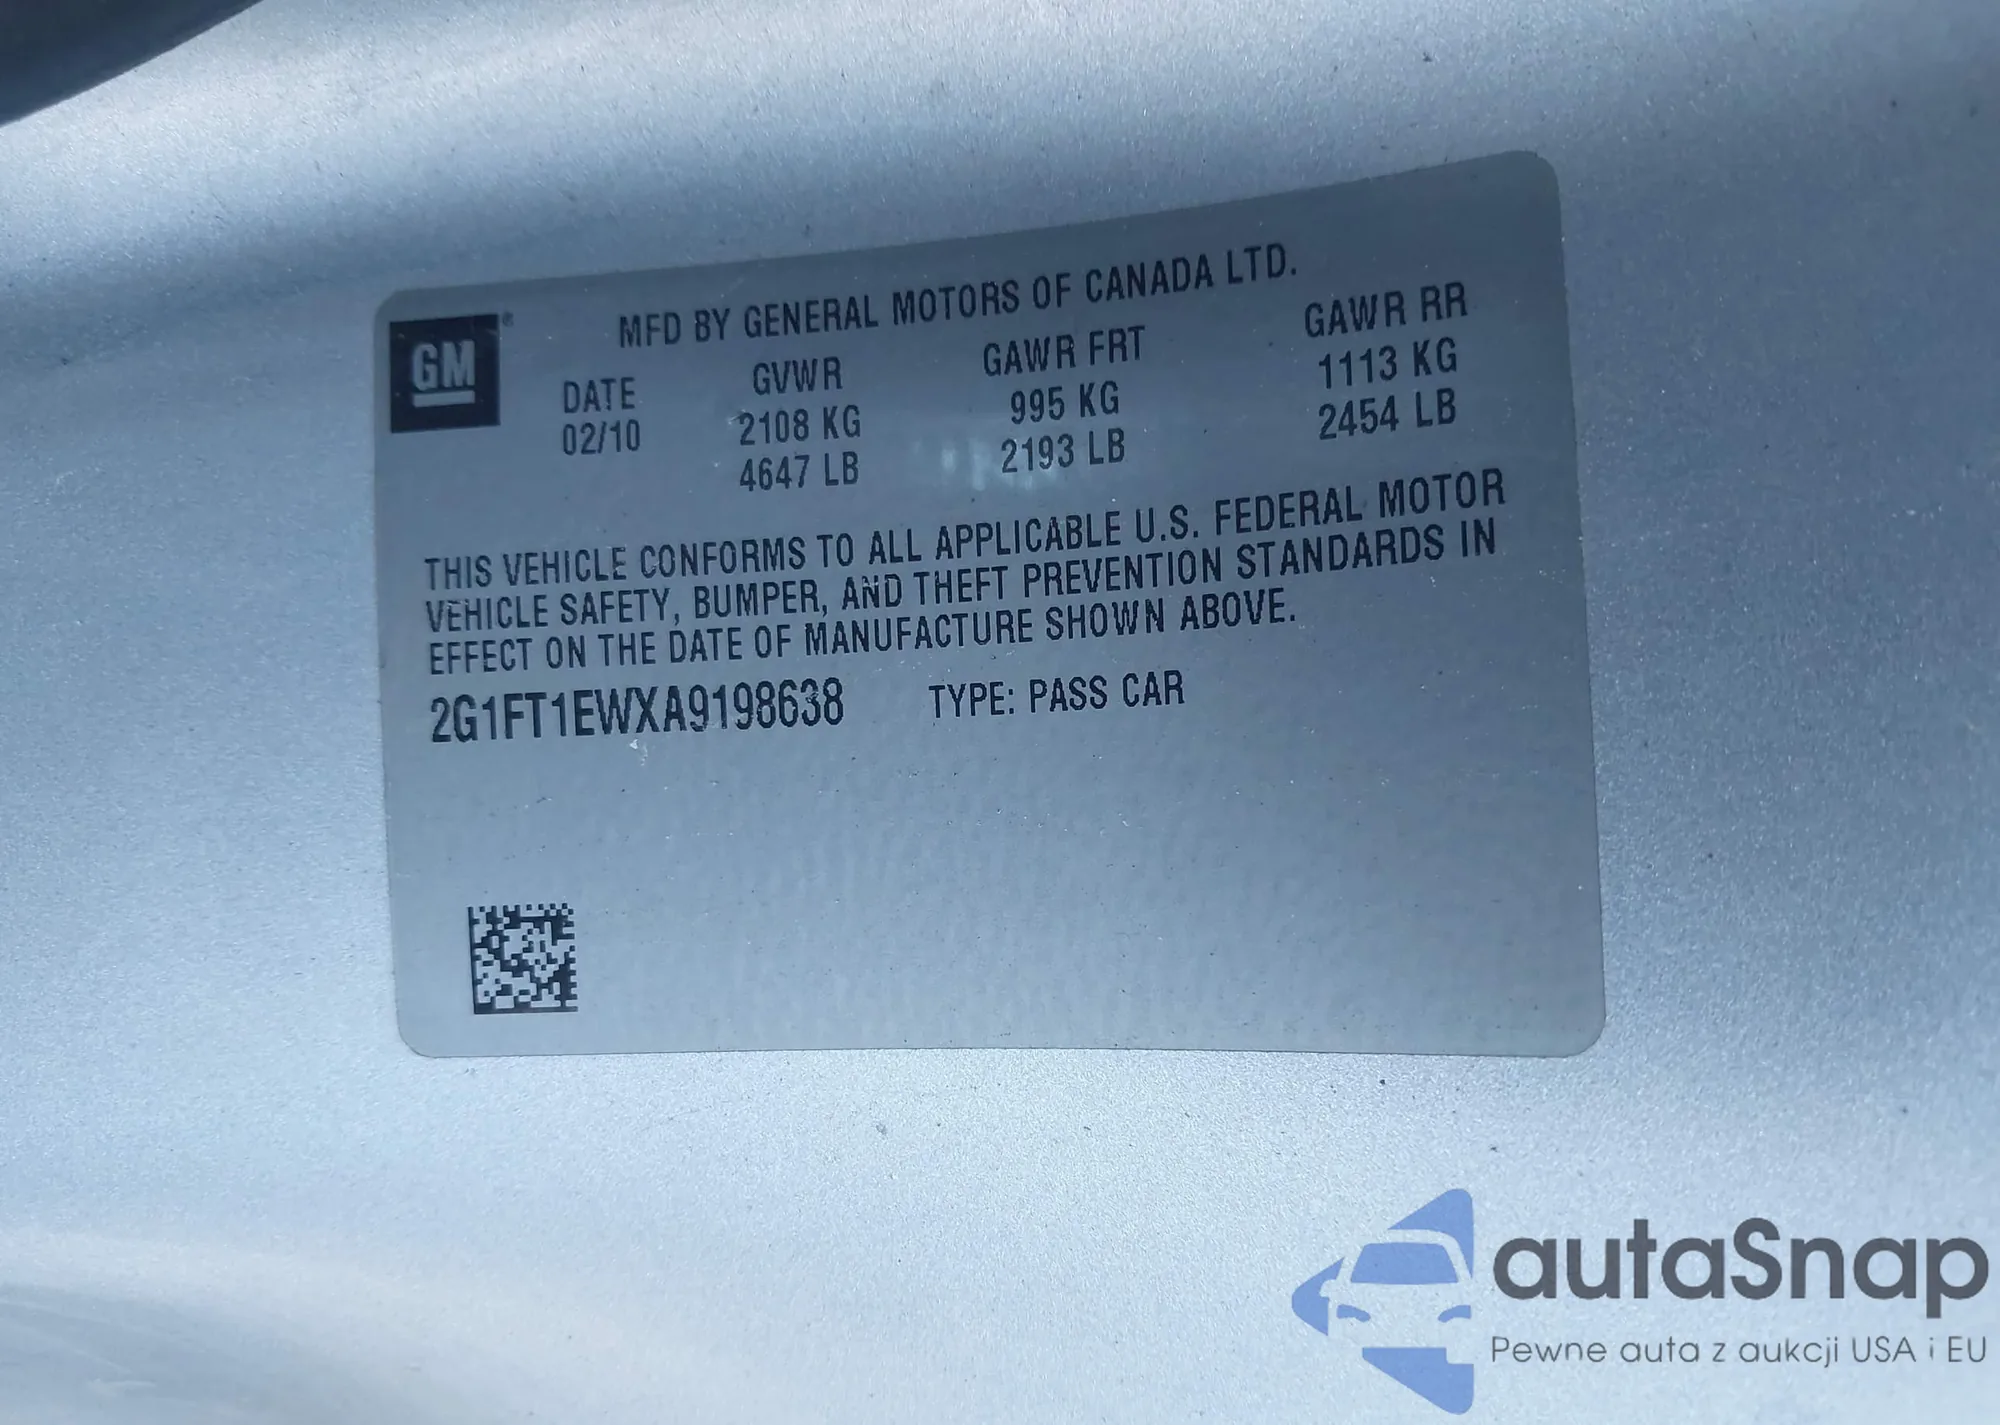 GM
MFD BY GENERAL MOTORS OF CANADA LTD.
DATE GVWR GAWR FRT GAWR RR
02/10 2108 KG 995 KG 1113 KG
4647 LB 2193 LB 2454 LB
THIS VEHICLE CONFORMS TO ALL APPLICABLE U.S. FEDERAL MOTOR
VEHICLE SAFETY, BUMPER, AND THEFT PREVENTION STANDARDS IN
EFFECT ON THE DATE OF MANUFACTURE SHOWN ABOVE.
2G1FT1EWXA9198638 TYPE: PASS CAR
autaSnap
Pewne auta z aukcji USA i EU